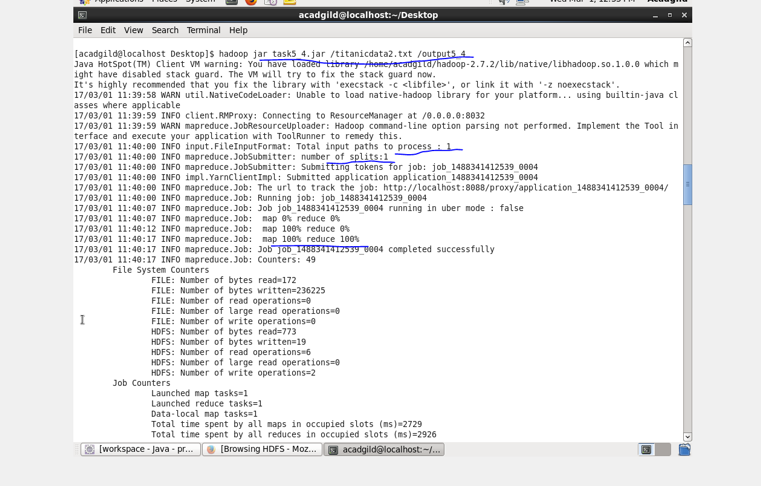 Applications Places System
Wed Mar 1, 12:33 PM Acadgild
acadgild@localhost:~/Desktop
File Edit View Search Terminal Help
[acadgild@localhost Desktop]$ hadoop jar task5_4.jar /titanicdata2.txt /output5_4
Java HotSpot(TM) Client VM warning: You have loaded library /home/acadgild/hadoop-2.7.2/lib/native/libhadoop.so.1.0.0 which m
ight have disabled stack guard. The VM will try to fix the stack guard now.
It's highly recommended that you fix the library with 'execstack -c <libfile>', or link it with '-z noexecstack'.
17/03/01 11:39:58 WARN util.NativeCodeLoader: Unable to load native-hadoop library for your platform... using builtin-java cl
asses where applicable
17/03/01 11:39:59 INFO client.RMProxy: Connecting to ResourceManager at /0.0.0.0:8032
17/03/01 11:39:59 WARN mapreduce.JobResourceUploader: Hadoop command-line option parsing not performed. Implement the Tool in
terface and execute your application with ToolRunner to remedy this.
17/03/01 11:40:00 INFO input.FileInputFormat: Total input paths to process : 1
17/03/01 11:40:00 INFO mapreduce.JobSubmitter: number of splits:1
17/03/01 11:40:00 INFO mapreduce.JobSubmitter: Submitting tokens for job: job_1488341412539_0004
17/03/01 11:40:00 INFO impl.YarnClientImpl: Submitted application application_1488341412539_0004
17/03/01 11:40:00 INFO mapreduce.Job: The url to track the job: http://localhost:8088/proxy/application_1488341412539_0004/
17/03/01 11:40:00 INFO mapreduce.Job: Running job: job_1488341412539_0004
17/03/01 11:40:07 INFO mapreduce.Job: Job job_1488341412539_0004 running in uber mode : false
17/03/01 11:40:07 INFO mapreduce.Job:  map 0% reduce 0%
17/03/01 11:40:12 INFO mapreduce.Job:  map 100% reduce 0%
17/03/01 11:40:17 INFO mapreduce.Job:  map 100% reduce 100%
17/03/01 11:40:17 INFO mapreduce.Job: Job job_1488341412539_0004 completed successfully
17/03/01 11:40:17 INFO mapreduce.Job: Counters: 49
File System Counters
FILE: Number of bytes read=172
FILE: Number of bytes written=236225
FILE: Number of read operations=0
FILE: Number of large read operations=0
FILE: Number of write operations=0
HDFS: Number of bytes read=773
HDFS: Number of bytes written=19
HDFS: Number of read operations=6
HDFS: Number of large read operations=0
HDFS: Number of write operations=2
Job Counters
Launched map tasks=1
Launched reduce tasks=1
Data-local map tasks=1
Total time spent by all maps in occupied slots (ms)=2729
Total time spent by all reduces in occupied slots (ms)=2926
[workspace - Java - pr... [Browsing HDFS - Moz... acadgild@localhost:~/...